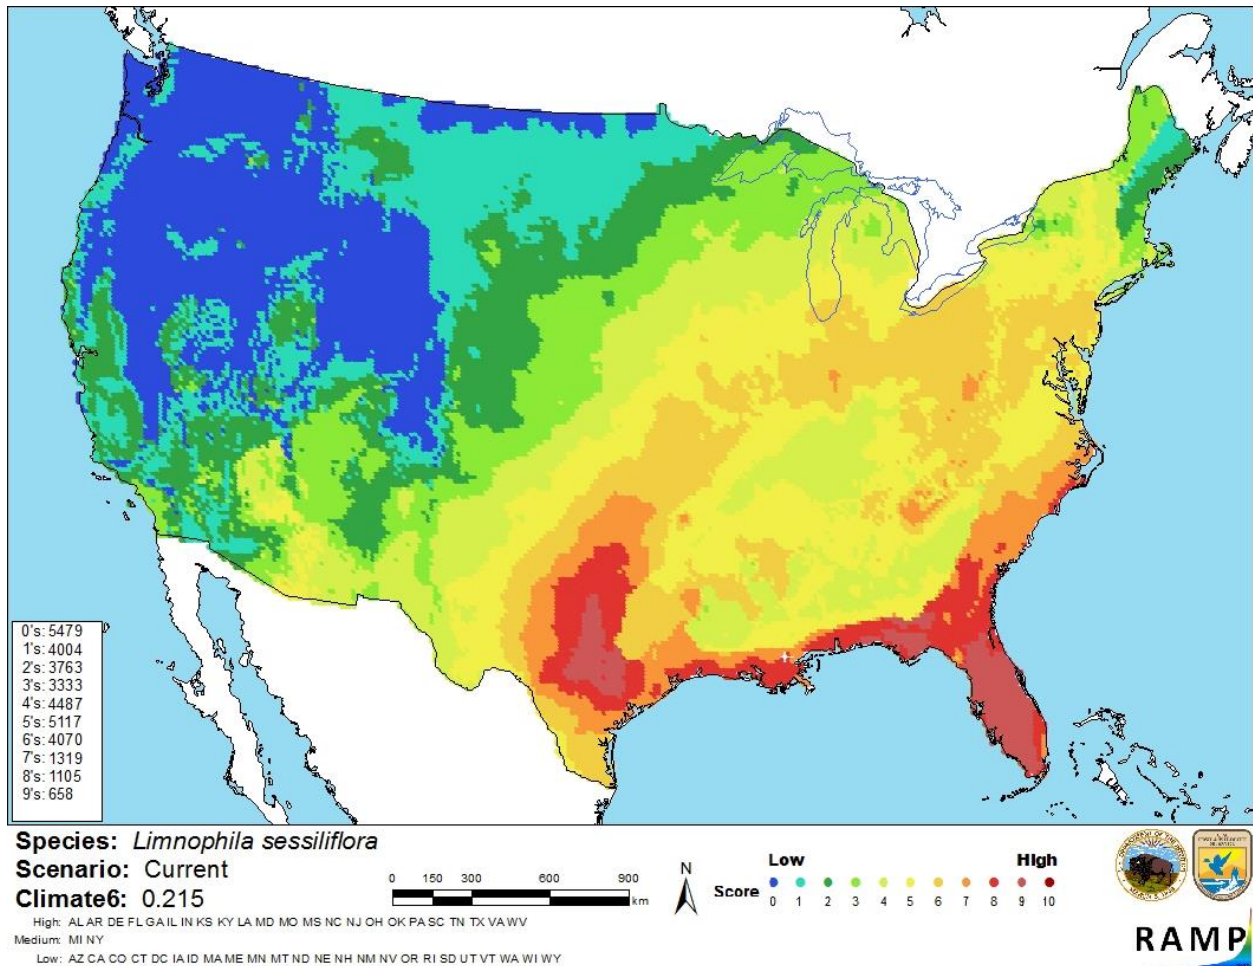 0's: 5479
1's: 4004
2's: 3763
3's: 3333
4's: 4487
5's: 5117
6's: 4070
7's: 1319
8's: 1105
9's: 658
Species: Limnophila sessiliflora
Scenario: Current
Climate6: 0.215
High: AL AR DE FL GA IL IN KS KY LA MD MO MS NC NJ OH OK PA SC TN TX VA WV
Medium: MI NY
Low: AZ CA CO CT DC IA ID MA ME MN MT ND NE NH NM NV OR RI SD UT VT WA WI WY
0 150 300 600 900
km
N
Low High
Score 0 1 2 3 4 5 6 7 8 9 10
RAMP